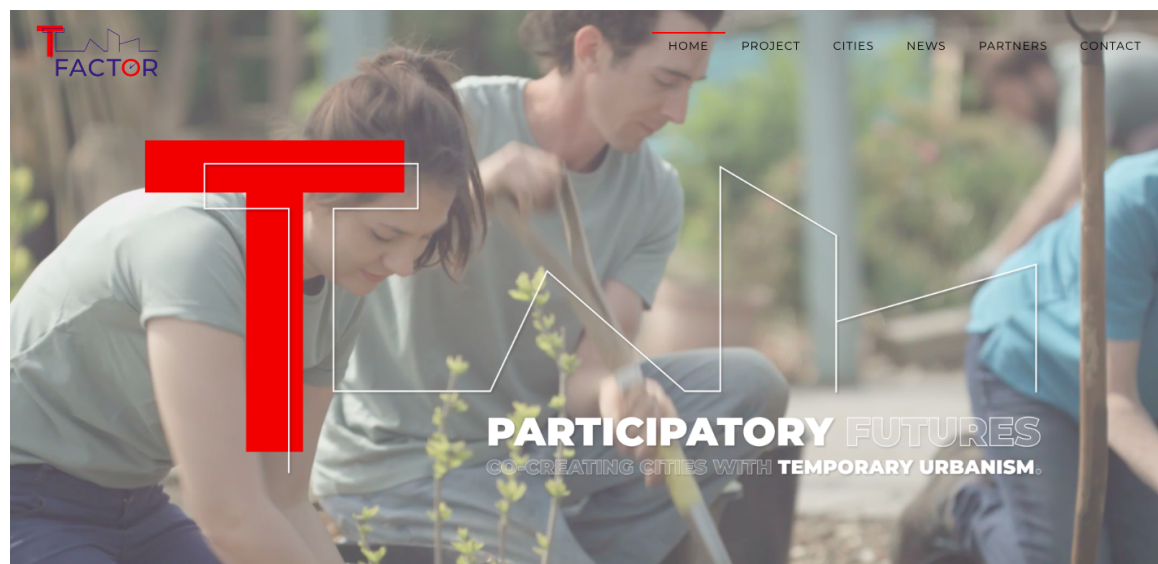 T
FACTOR
HOME PROJECT CITIES NEWS PARTNERS CONTACT
T
PARTICIPATORY FUTURES
CO-CREATING CITIES WITH TEMPORARY URBANISM.